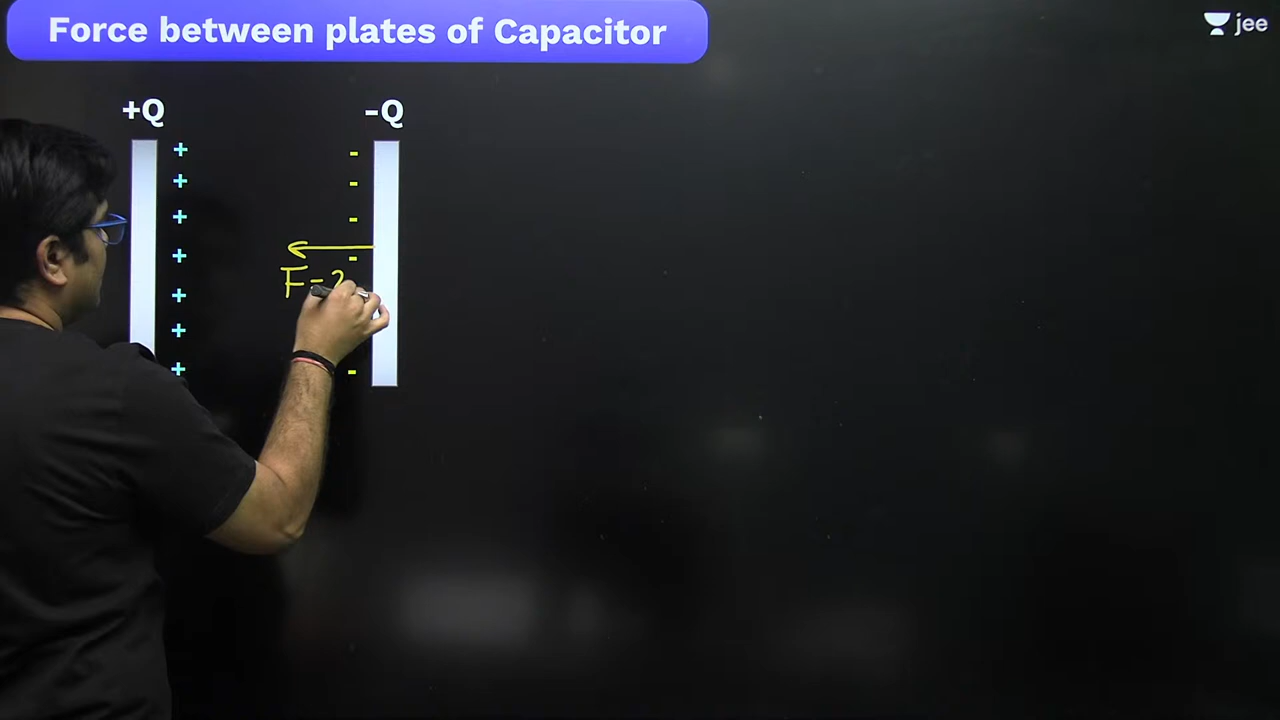 Force between plates of Capacitor
jee
+Q
-Q
+
-
+
-
+
-
+
-
F=?
+
+
+
-